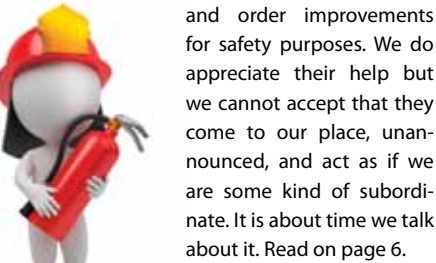 and order improvements
for safety purposes. We do
appreciate their help but
we cannot accept that they
come to our place, unan-
nounced, and act as if we
are some kind of subordi-
nate. It is about time we talk
about it. Read on page 6.